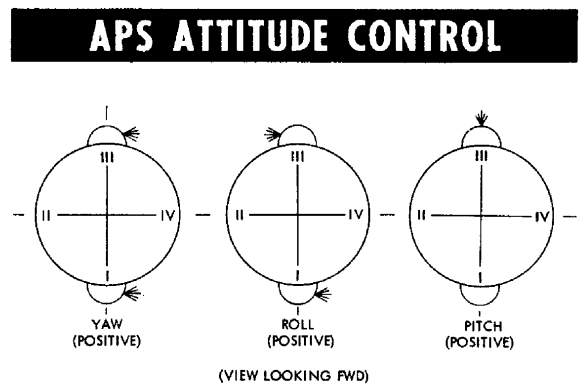 APS ATTITUDE CONTROL
III III III
II IV II IV II IV
I I I
YAW ROLL PITCH
(POSITIVE) (POSITIVE) (POSITIVE)
(VIEW LOOKING FWD)